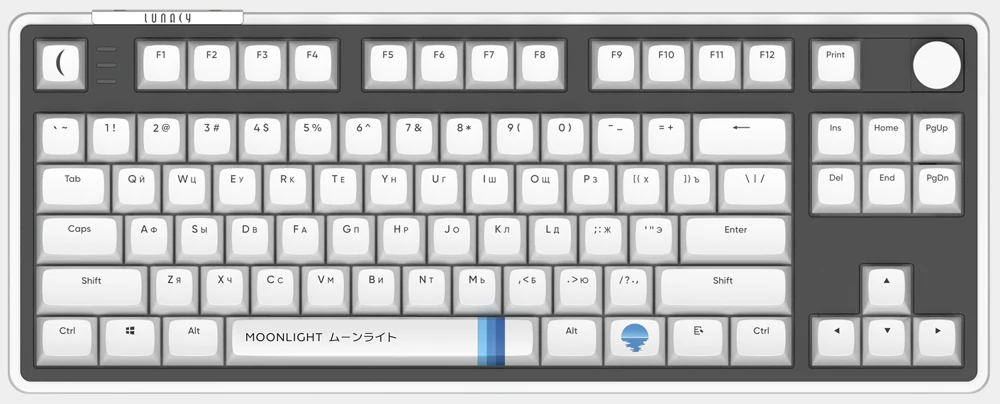 LUNACY
F1 F2 F3 F4 F5 F6 F7 F8 F9 F10 F11 F12 Print
` ~ 1 ! 2 @ 3 # 4 $ 5 % 6 ^ 7 & 8 * 9 ( 0 ) - _ = + ← Ins Home PgUp
Tab Q Й W Ц E У R К T Е Y Н U Г I Ш O Щ P З [{ Х ]} Ъ \ | / Del End PgDn
Caps A Ф S Ы D В F А G П H Р J О K Л L Д ;: Ж '" Э Enter
Shift Z Я X Ч C С V М B И N Т M Ь ,< Б .> Ю /? ., Shift ▲
Ctrl Alt MOONLIGHT ムーンライト Alt Ctrl ◄ ▼ ►